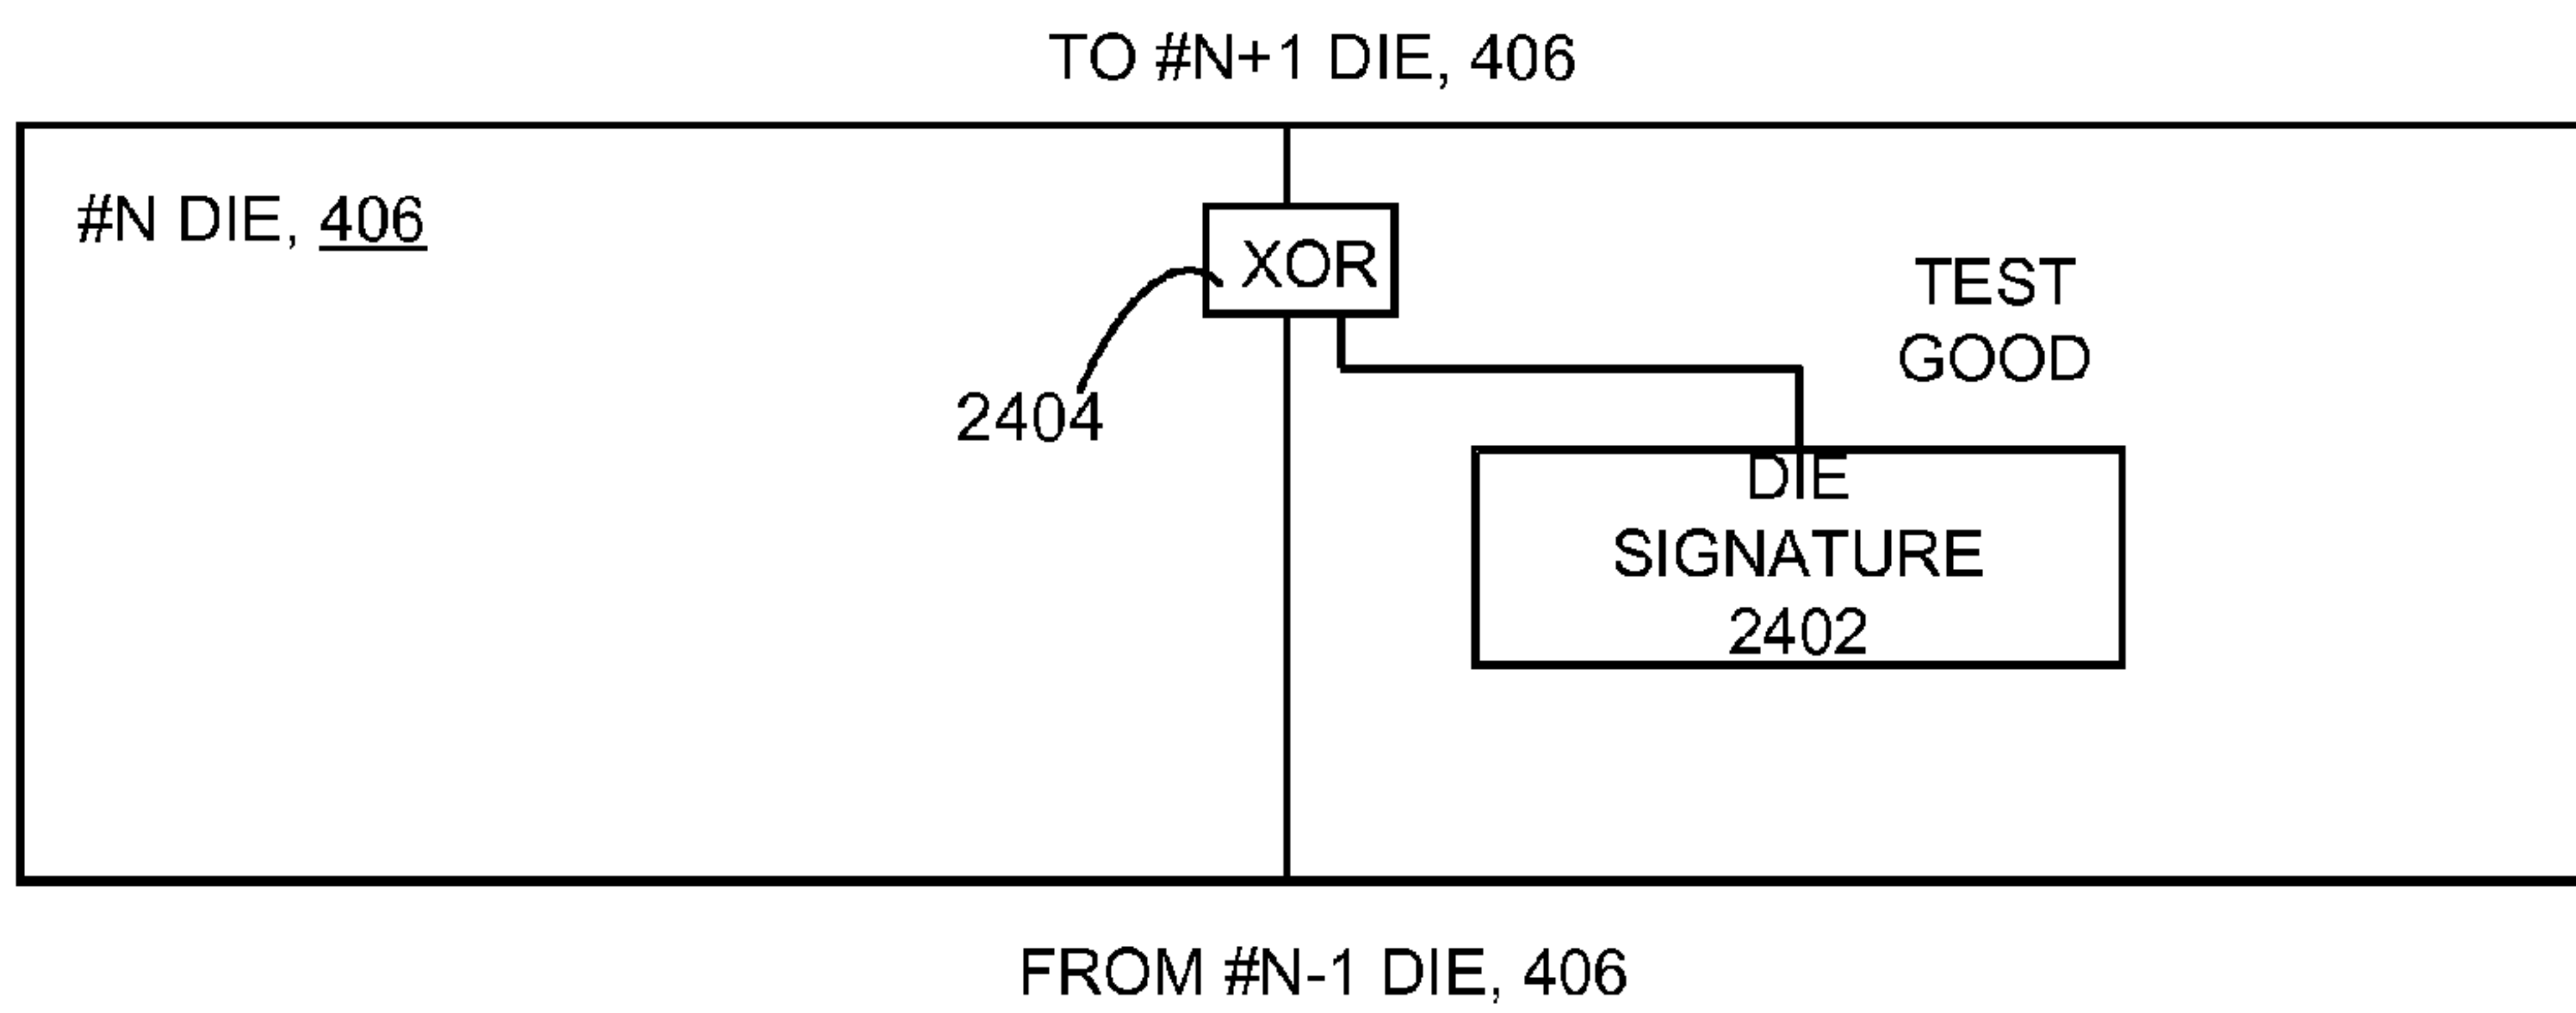 TO #N+1 DIE, 406
#N DIE, 406
XOR
TEST
GOOD
2404
DIE
SIGNATURE
2402
FROM #N-1 DIE, 406